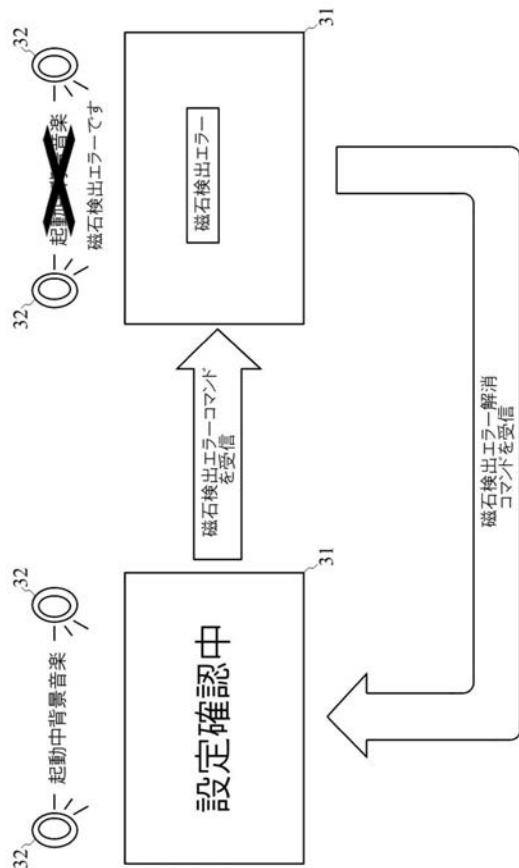 32
起動中背景音楽
32
設定確認中
31
磁石検出エラーコマンド
を受信
32
起動中背景音楽
32
磁石検出エラーです
磁石検出エラー
31
磁石検出エラー解消
コマンドを受信